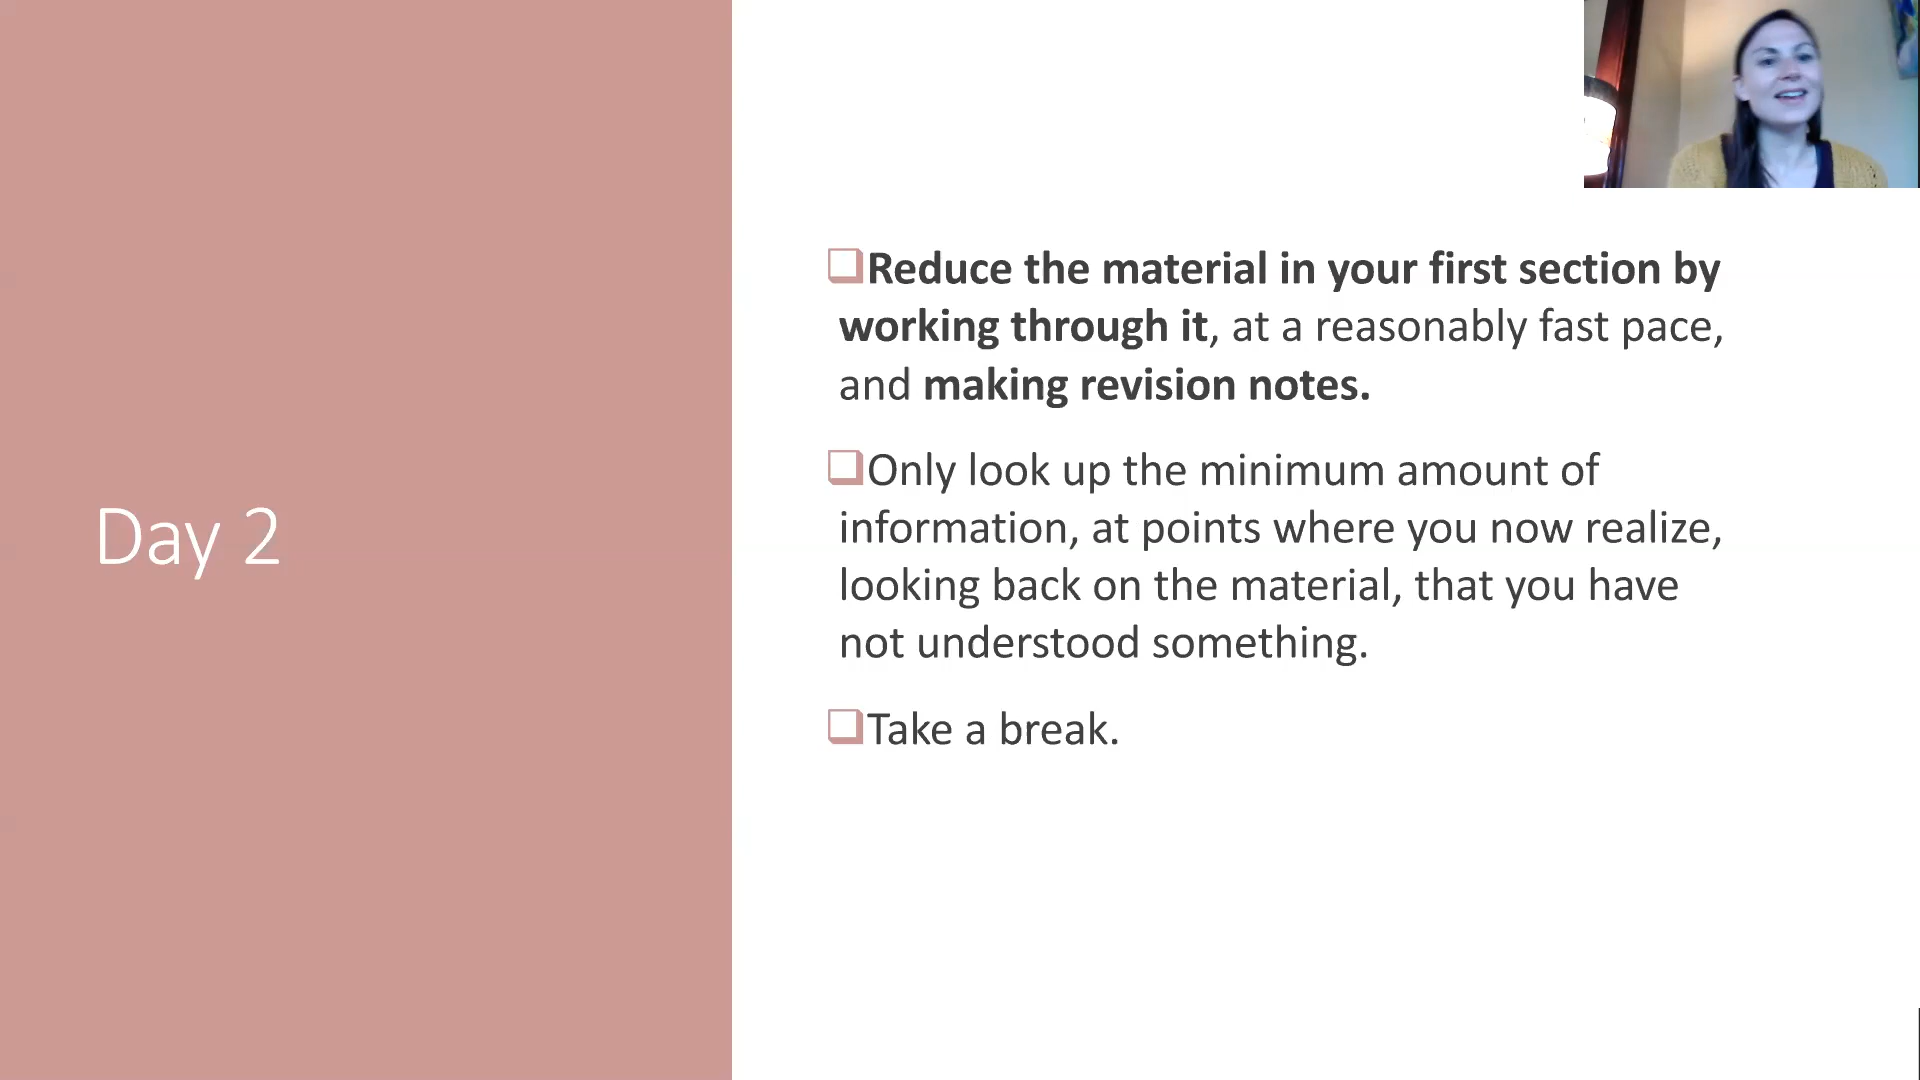 Day 2
Reduce the material in your first section by
working through it, at a reasonably fast pace,
and making revision notes.
Only look up the minimum amount of
information, at points where you now realize,
looking back on the material, that you have
not understood something.
Take a break.